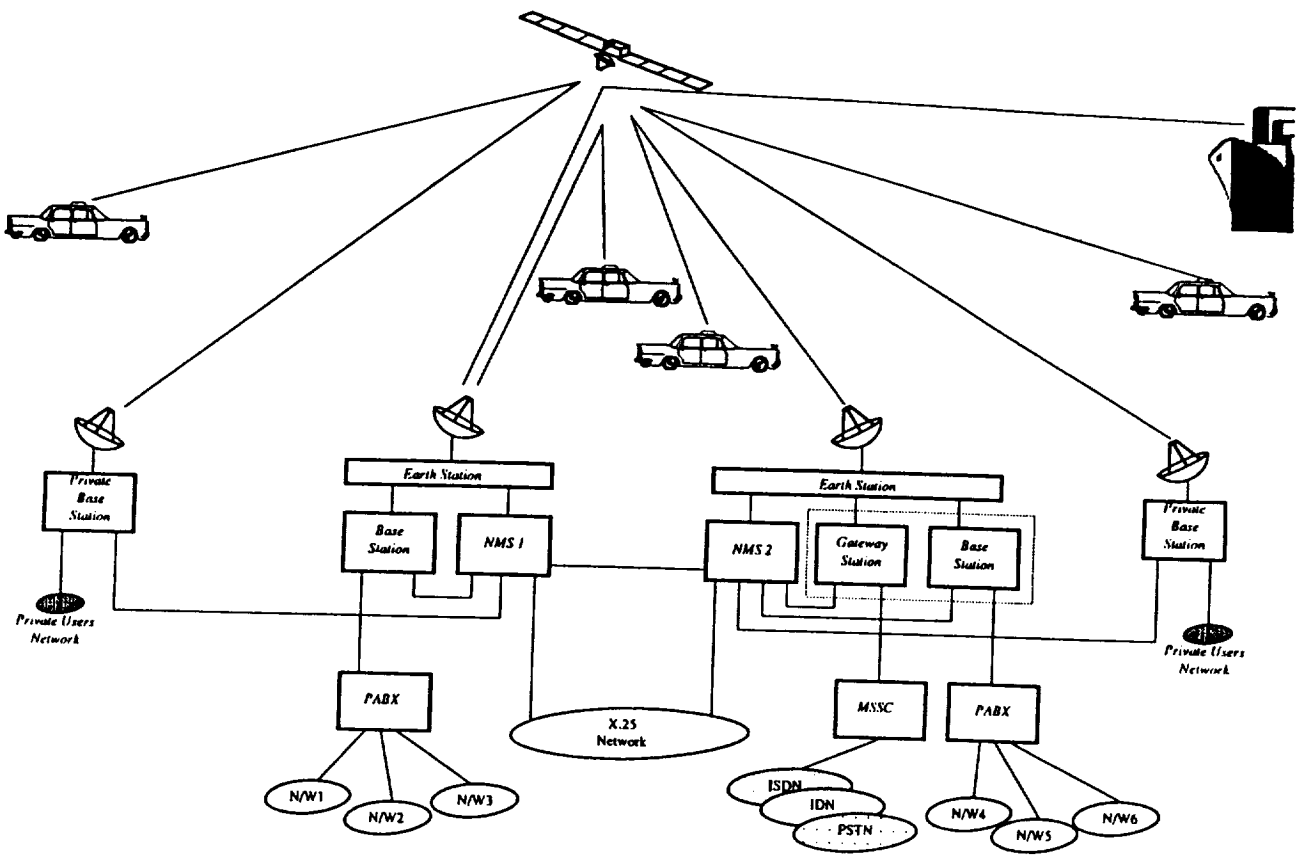 Private
Base
Station
Earth Station
Base
Station
NMS 1
Earth Station
NMS 2
Gateway
Station
Base
Station
Private
Base
Station
Private Users
Network
Private Users
Network
PABX
X.25
Network
MSSC
PABX
N/W1
N/W2
N/W3
ISDN
IDN
PSTN
N/W4
N/W5
N/W6